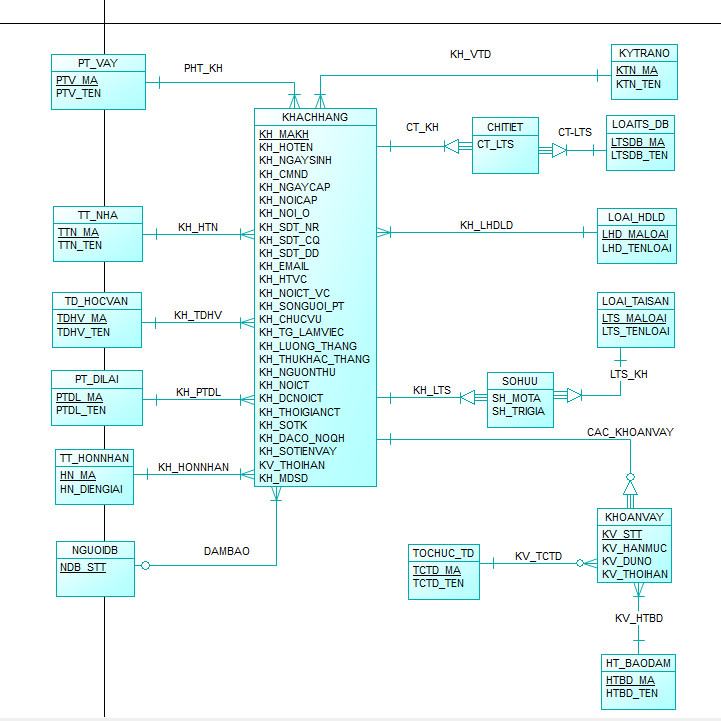 PT_VAY
PTV_MA
PTV_TEN
PHT_KH
KH_VTD
KYTRANO
KTN_MA
KTN_TEN
KHACHHANG
KH_MAKH
KH_HOTEN
KH_NGAYSINH
KH_CMND
KH_NGAYCAP
KH_NOICAP
KH_NOI_O
KH_SDT_NR
KH_SDT_CQ
KH_SDT_DD
KH_EMAIL
KH_HTVC
KH_NOICT_VC
KH_SONGUOI_PT
KH_CHUCVU
KH_TG_LAMVIEC
KH_LUONG_THANG
KH_THUKHAC_THANG
KH_NGUONTHU
KH_NOICT
KH_DCNOICT
KH_THOIGIANCT
KH_SOTK
KH_DACO_NOQH
KH_SOTIENVAY
KV_THOIHAN
KH_MDSD
CT_KH
CHITIET
CT_LTS
CT-LTS
LOAITS_DB
LTSDB_MA
LTSDB_TEN
TT_NHA
TTN_MA
TTN_TEN
KH_HTN
KH_LHDLD
LOAI_HDLD
LHD_MALOAI
LHD_TENLOAI
TD_HOCVAN
TDHV_MA
TDHV_TEN
KH_TDHV
LOAI_TAISAN
LTS_MALOAI
LTS_TENLOAI
LTS_KH
PT_DILAI
PTDL_MA
PTDL_TEN
KH_PTDL
KH_LTS
SOHUU
SH_MOTA
SH_TRIGIA
CAC_KHOANVAY
TT_HONNHAN
HN_MA
HN_DIENGIAI
KH_HONNHAN
KHOANVAY
KV_STT
KV_HANMUC
KV_DUNO
KV_THOIHAN
NGUOIDB
NDB_STT
DAMBAO
TOCHUC_TD
TCTD_MA
TCTD_TEN
KV_TCTD
KV_HTBD
HT_BAODAM
HTBD_MA
HTBD_TEN